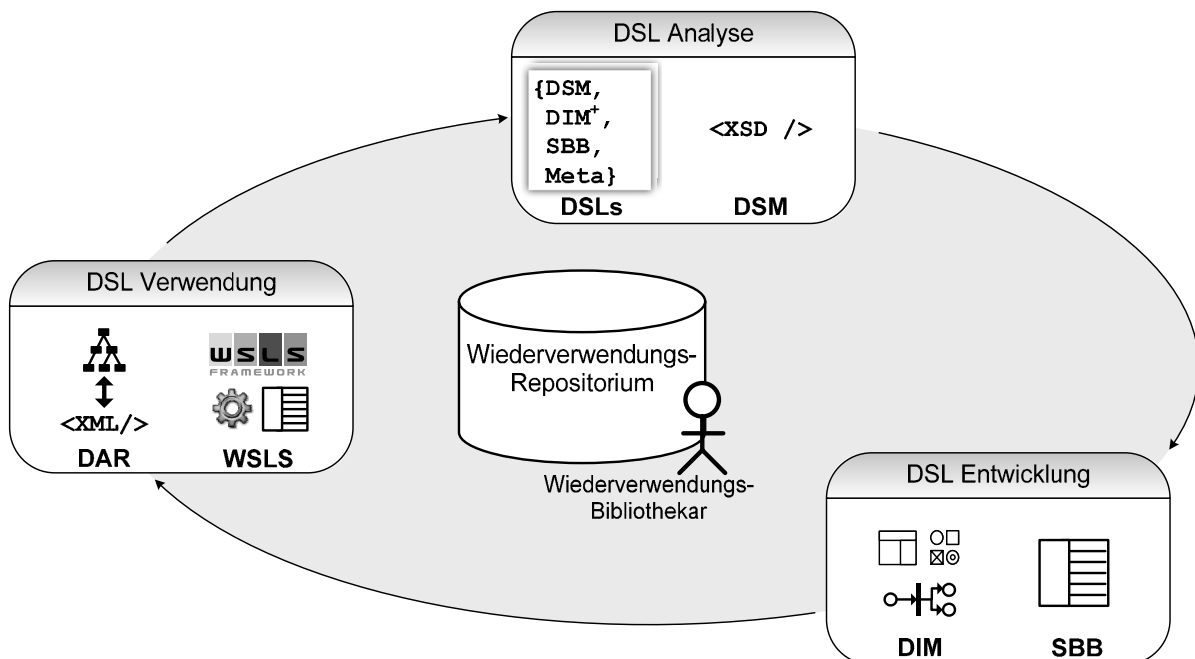 DSL Analyse
{DSM,
DIM⁺,
SBB,
Meta}
<XSD />
DSLs
DSM
DSL Verwendung
WSLS
FRAMEWORK
<XML/>
DAR
WSLS
Wiederverwendungs-
Repositorium
Wiederverwendungs-
Bibliothekar
DSL Entwicklung
DIM
SBB